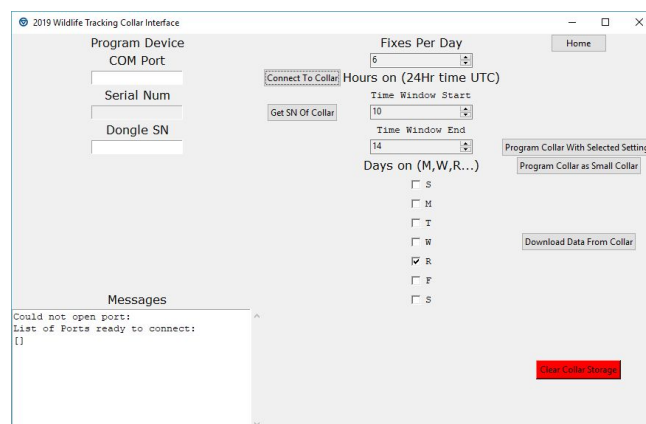 2019 Wildlife Tracking Collar Interface
Program Device
Fixes Per Day
Home
COM Port
6
Connect To Collar
Hours on (24Hr time UTC)
Serial Num
Time Window Start
Get SN Of Collar
10
Dongle SN
Time Window End
14
Program Collar With Selected Setting
Days on (M,W,R...)
Program Collar as Small Collar
S
M
T
W
Download Data From Collar
R
F
S
Messages
Could not open port:
List of Ports ready to connect:
[]
Clear Collar Storage